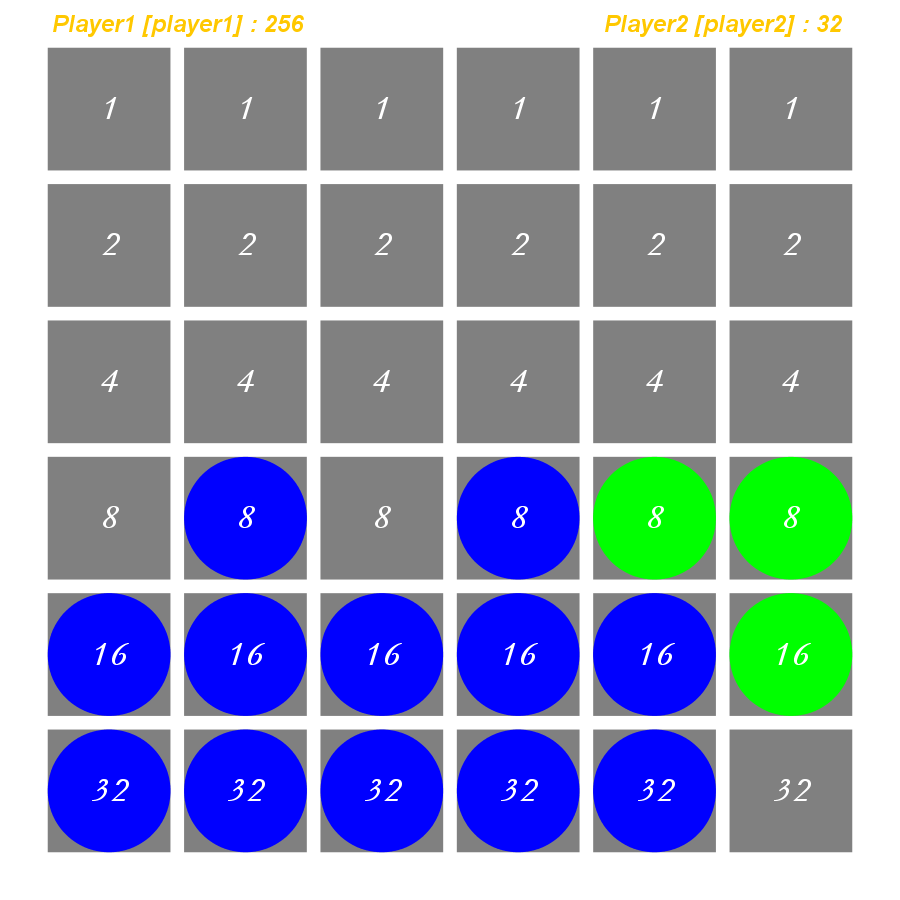 Player1 [player1] : 256 Player2 [player2] : 32
1 1 1 1 1 1
2 2 2 2 2 2
4 4 4 4 4 4
8 8 8 8 8 8
16 16 16 16 16 16
32 32 32 32 32 32